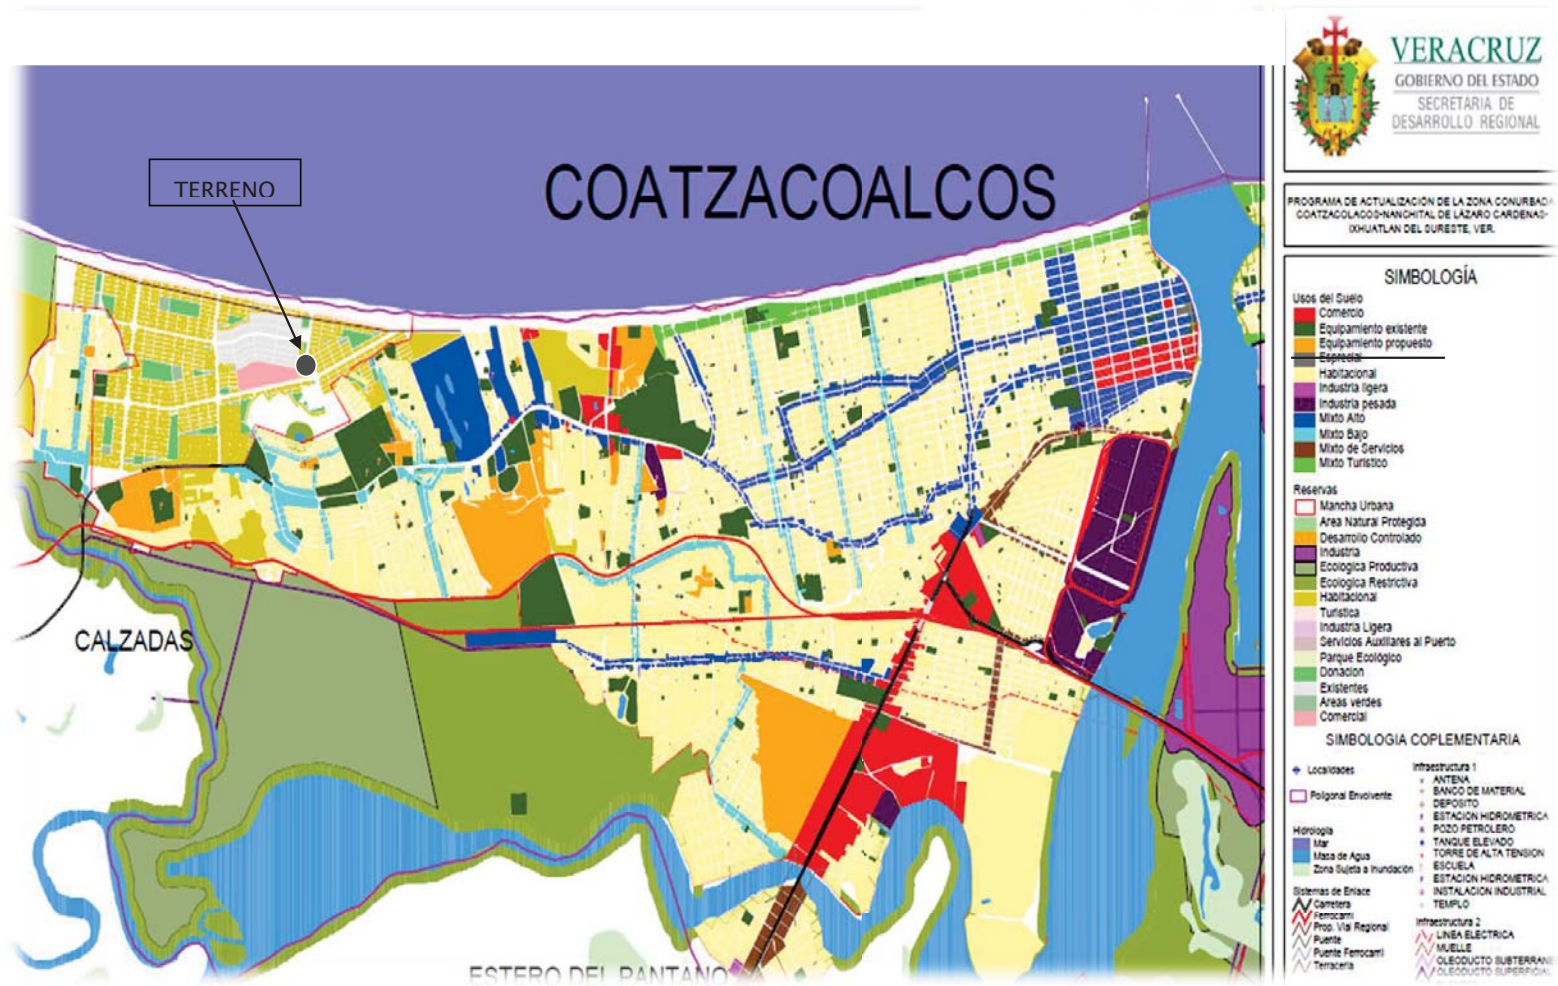 VERACRUZ
GOBIERNO DEL ESTADO
SECRETARIA DE
DESARROLLO REGIONAL
TERRENO
COATZACOALCOS
CALZADAS
ESTERO DEL PANTANO
PROGRAMA DE ACTUALIZACIÓN DE LA ZONA CONURBADA
COATZACOLACOS-NANCHITAL DE LÁZARO CARDENAS-
IXHUATLAN DEL SURESTE, VER.
SIMBOLOGÍA
Usos del Suelo
Comercio
Equipamiento existente
Equipamiento propuesto
Especial
Habitacional
Industria ligera
Industria pesada
Mixto Alto
Mixto Bajo
Mixto de Servicios
Mixto Turistico
Reservas
Mancha Urbana
Area Natural Protegida
Desarrollo Controlado
Industria
Ecologica Productiva
Ecologica Restrictiva
Habitacional
Turistica
Industria Ligera
Servicios Auxiliares al Puerto
Parque Ecológico
Donacion
Existentes
Areas verdes
Comercial
SIMBOLOGIA COPLEMENTARIA
Localidades
Poligonal Envolvente
Hidrologia
Mar
Masa de Agua
Zona Sujeta a Inundación
Sistemas de Enlace
Carretera
Ferrocarril
Prop. Vial Regional
Puente
Puente Ferrocarril
Terraceria
Infraestructura 1
ANTENA
BANCO DE MATERIAL
DEPOSITO
ESTACION HIDROMETRICA
POZO PETROLERO
TANQUE ELEVADO
TORRE DE ALTA TENSION
ESCUELA
ESTACION HIDROMETRICA
INSTALACION INDUSTRIAL
TEMPLO
Infraestructura 2
LINEA ELECTRICA
MUELLE
OLEODUCTO SUBTERRANE
OLEODUCTO SUPERFICIAL